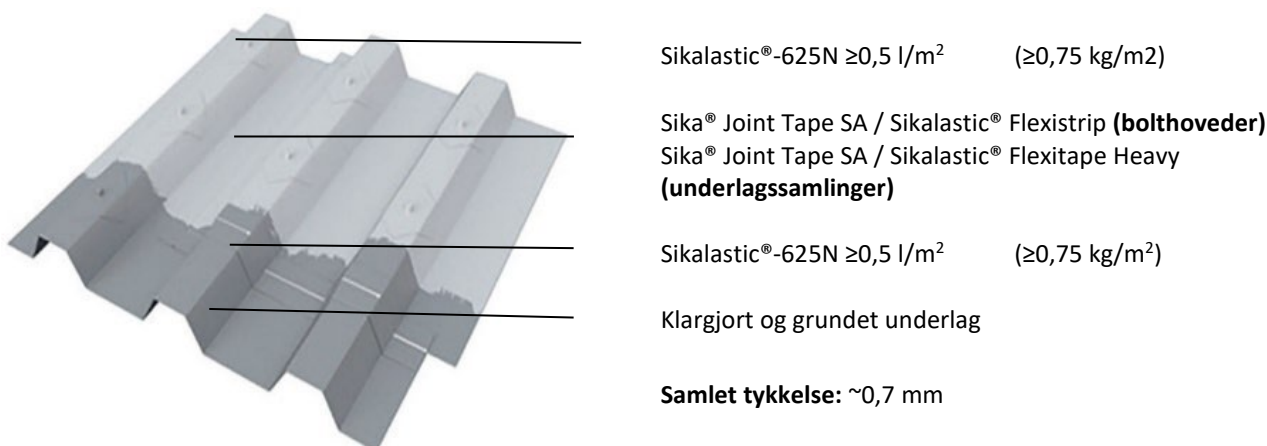 Sikalastic®-625N ≥0,5 l/m² (≥0,75 kg/m2)
Sika® Joint Tape SA / Sikalastic® Flexistrip (bolthoveder)
Sika® Joint Tape SA / Sikalastic® Flexitape Heavy
(underlagssamlinger)
Sikalastic®-625N ≥0,5 l/m² (≥0,75 kg/m²)
Klargjort og grundet underlag
Samlet tykkelse: ~0,7 mm